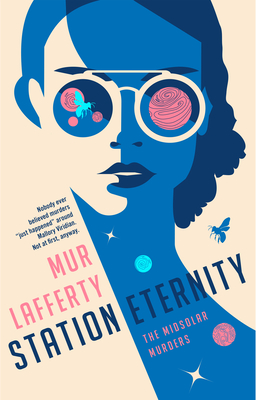 Nobody ever
believed murders
"just happened" around
Mallory Viridian.
Not at first, anyway.
MUR
LAFFERTY
STATION ETERNITY
THE MIDSOLAR
MURDERS